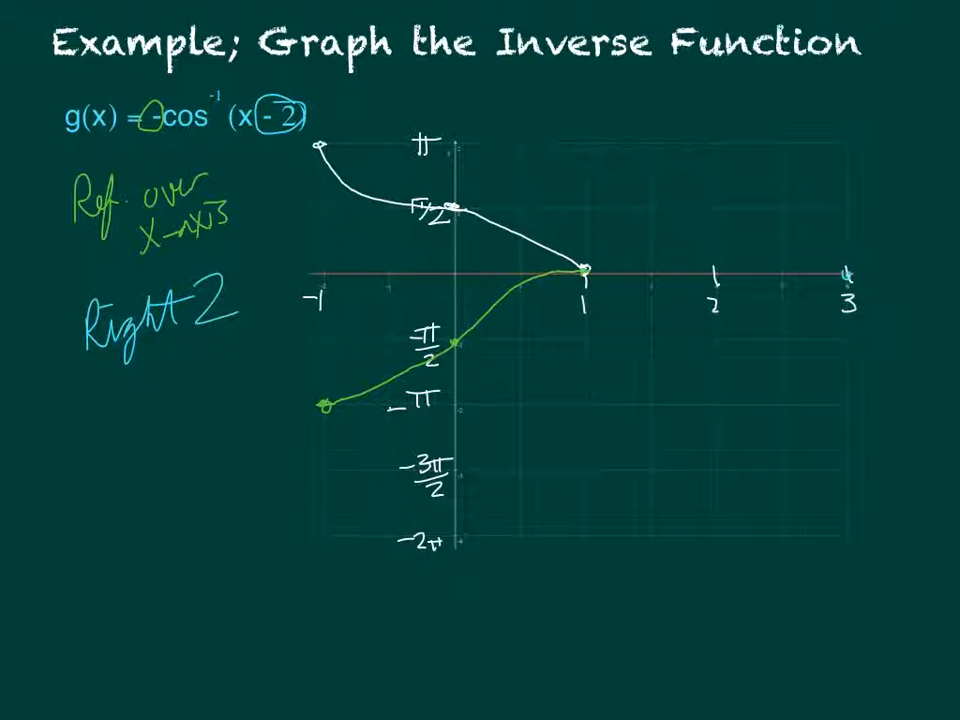 Example; Graph the Inverse Function
g(x) = -cos⁻¹ (x - 2)
Ref. over
x-axis
Right 2
π
π/2
-1
1
2
3
-π/2
-π
-3π/2
-2π